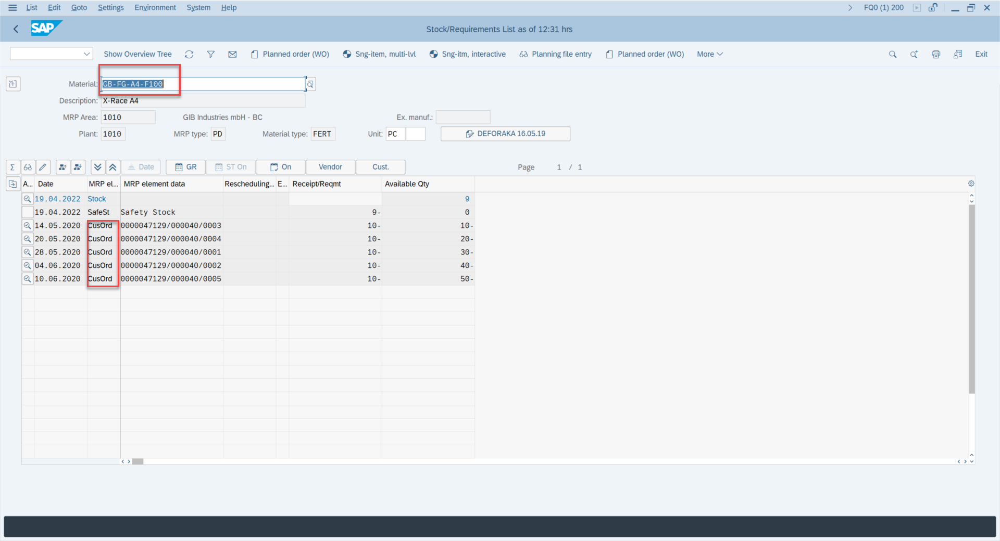 List Edit Goto Settings Environment System Help FQ0 (1) 200
SAP Stock/Requirements List as of 12:31 hrs
Show Overview Tree Planned order (WO) Sng-item, multi-lvl Sng-itm, interactive Planning file entry Planned order (WO) More Exit
Material: GB-FG-A4-F100
Description: X-Race A4
MRP Area: 1010 GIB Industries mbH - BC Ex. manuf.:
Plant: 1010 MRP type: PD Material type: FERT Unit: PC DEFORAKA 16.05.19
Σ Date GR ST On On Vendor Cust. Page 1 / 1
A... Date MRP el... MRP element data Rescheduling... E... Receipt/Reqmt Available Qty
19.04.2022 Stock 9
19.04.2022 SafeSt Safety Stock 9- 0
14.05.2020 CusOrd 0000047129/000040/0003 10- 10-
20.05.2020 CusOrd 0000047129/000040/0004 10- 20-
28.05.2020 CusOrd 0000047129/000040/0001 10- 30-
04.06.2020 CusOrd 0000047129/000040/0002 10- 40-
10.06.2020 CusOrd 0000047129/000040/0005 10- 50-